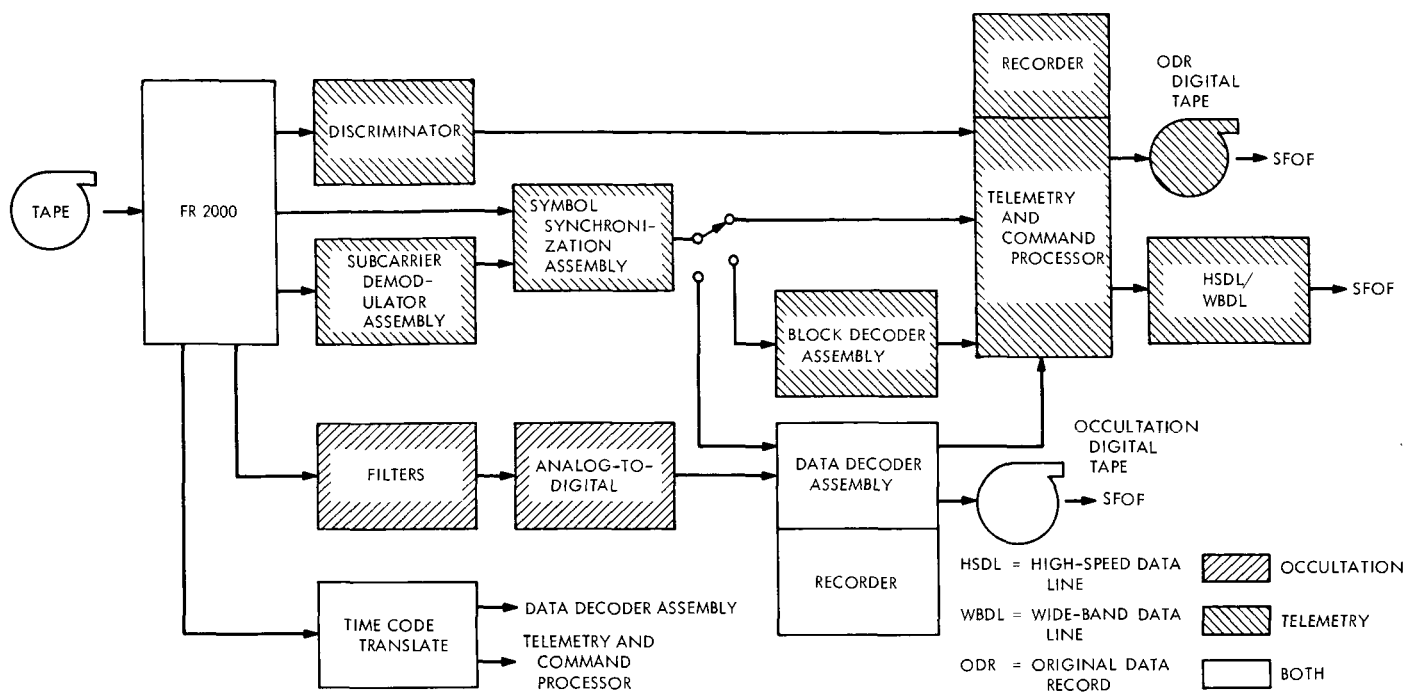 RECORDER
ODR
DIGITAL
TAPE
DISCRIMINATOR
SFOF
TAPE
FR 2000
SYMBOL
SYNCHRONI-
ZATION
ASSEMBLY
TELEMETRY
AND
COMMAND
PROCESSOR
SUBCARRIER
DEMOD-
ULATOR
ASSEMBLY
HSDL/
WBDL
SFOF
BLOCK DECODER
ASSEMBLY
OCCULTATION
DIGITAL
TAPE
FILTERS
ANALOG-TO-
DIGITAL
DATA DECODER
ASSEMBLY
SFOF
RECORDER
HSDL = HIGH-SPEED DATA
LINE
OCCULTATION
WBDL = WIDE-BAND DATA
LINE
TELEMETRY
ODR = ORIGINAL DATA
RECORD
BOTH
TIME CODE
TRANSLATE
DATA DECODER ASSEMBLY
TELEMETRY AND
COMMAND
PROCESSOR